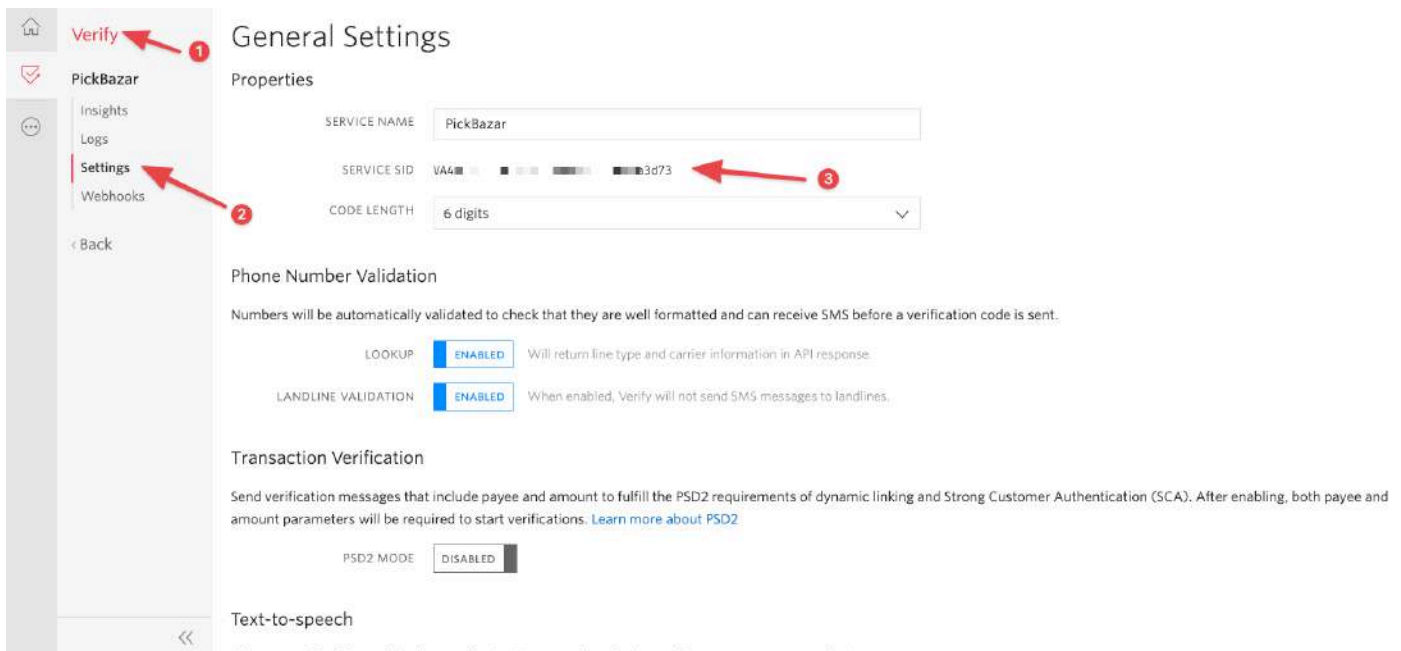 Verify
1
PickBazar
Insights
Logs
Settings
Webhooks
2
‹ Back
General Settings
Properties
SERVICE NAME PickBazar
SERVICE SID VA4 3d73
3
CODE LENGTH 6 digits
Phone Number Validation
Numbers will be automatically validated to check that they are well formatted and can receive SMS before a verification code is sent.
LOOKUP ENABLED Will return line type and carrier information in API response.
LANDLINE VALIDATION ENABLED When enabled, Verify will not send SMS messages to landlines.
Transaction Verification
Send verification messages that include payee and amount to fulfill the PSD2 requirements of dynamic linking and Strong Customer Authentication (SCA). After enabling, both payee and
amount parameters will be required to start verifications. Learn more about PSD2
PSD2 MODE DISABLED
Text-to-speech